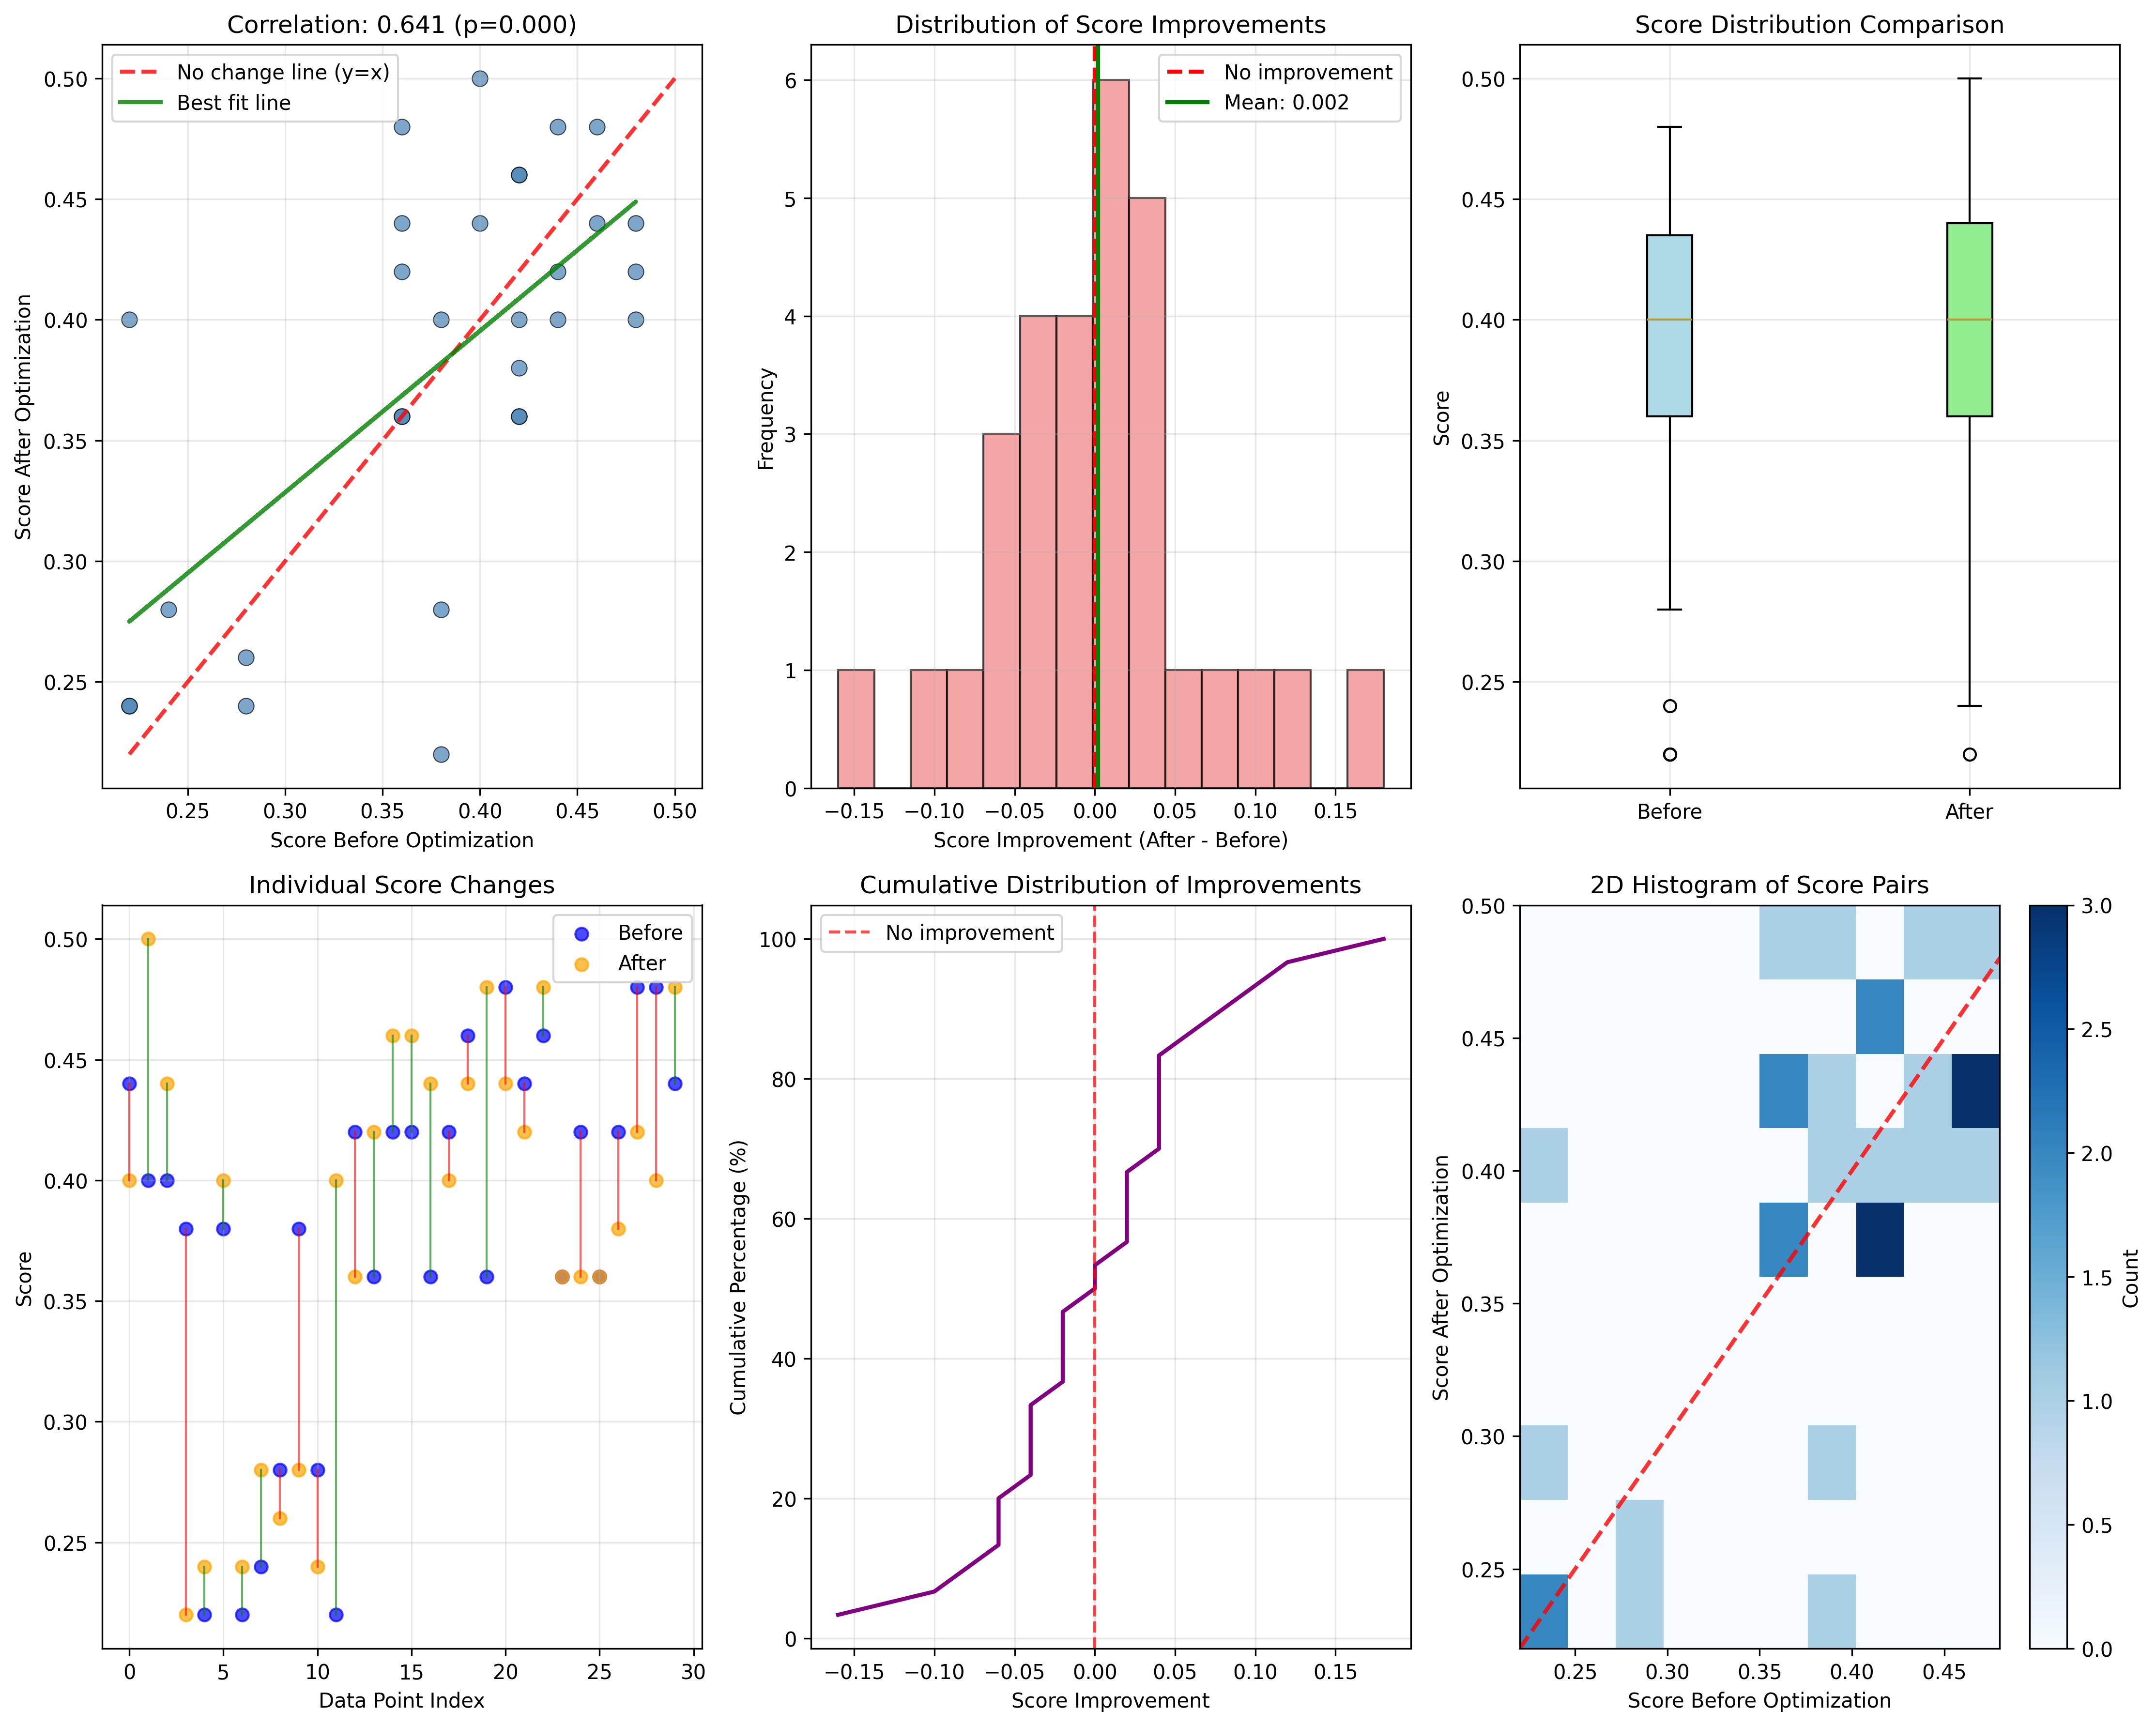 Correlation: 0.641 (p=0.000)
No change line (y=x)
Best fit line
0.50
0.45
0.40
0.35
0.30
0.25
Score After Optimization
0.25 0.30 0.35 0.40 0.45 0.50
Score Before Optimization
Distribution of Score Improvements
No improvement
Mean: 0.002
6
5
4
3
2
1
0
Frequency
−0.15 −0.10 −0.05 0.00 0.05 0.10 0.15
Score Improvement (After - Before)
Score Distribution Comparison
0.50
0.45
0.40
0.35
0.30
0.25
Score
Before After
Individual Score Changes
Before
After
0.50
0.45
0.40
0.35
0.30
0.25
Score
0 5 10 15 20 25 30
Data Point Index
Cumulative Distribution of Improvements
No improvement
100
80
60
40
20
0
Cumulative Percentage (%)
−0.15 −0.10 −0.05 0.00 0.05 0.10 0.15
Score Improvement
2D Histogram of Score Pairs
0.50
0.45
0.40
0.35
0.30
0.25
Score After Optimization
0.25 0.30 0.35 0.40 0.45
Score Before Optimization
3.0
2.5
2.0
1.5
1.0
0.5
0.0
Count